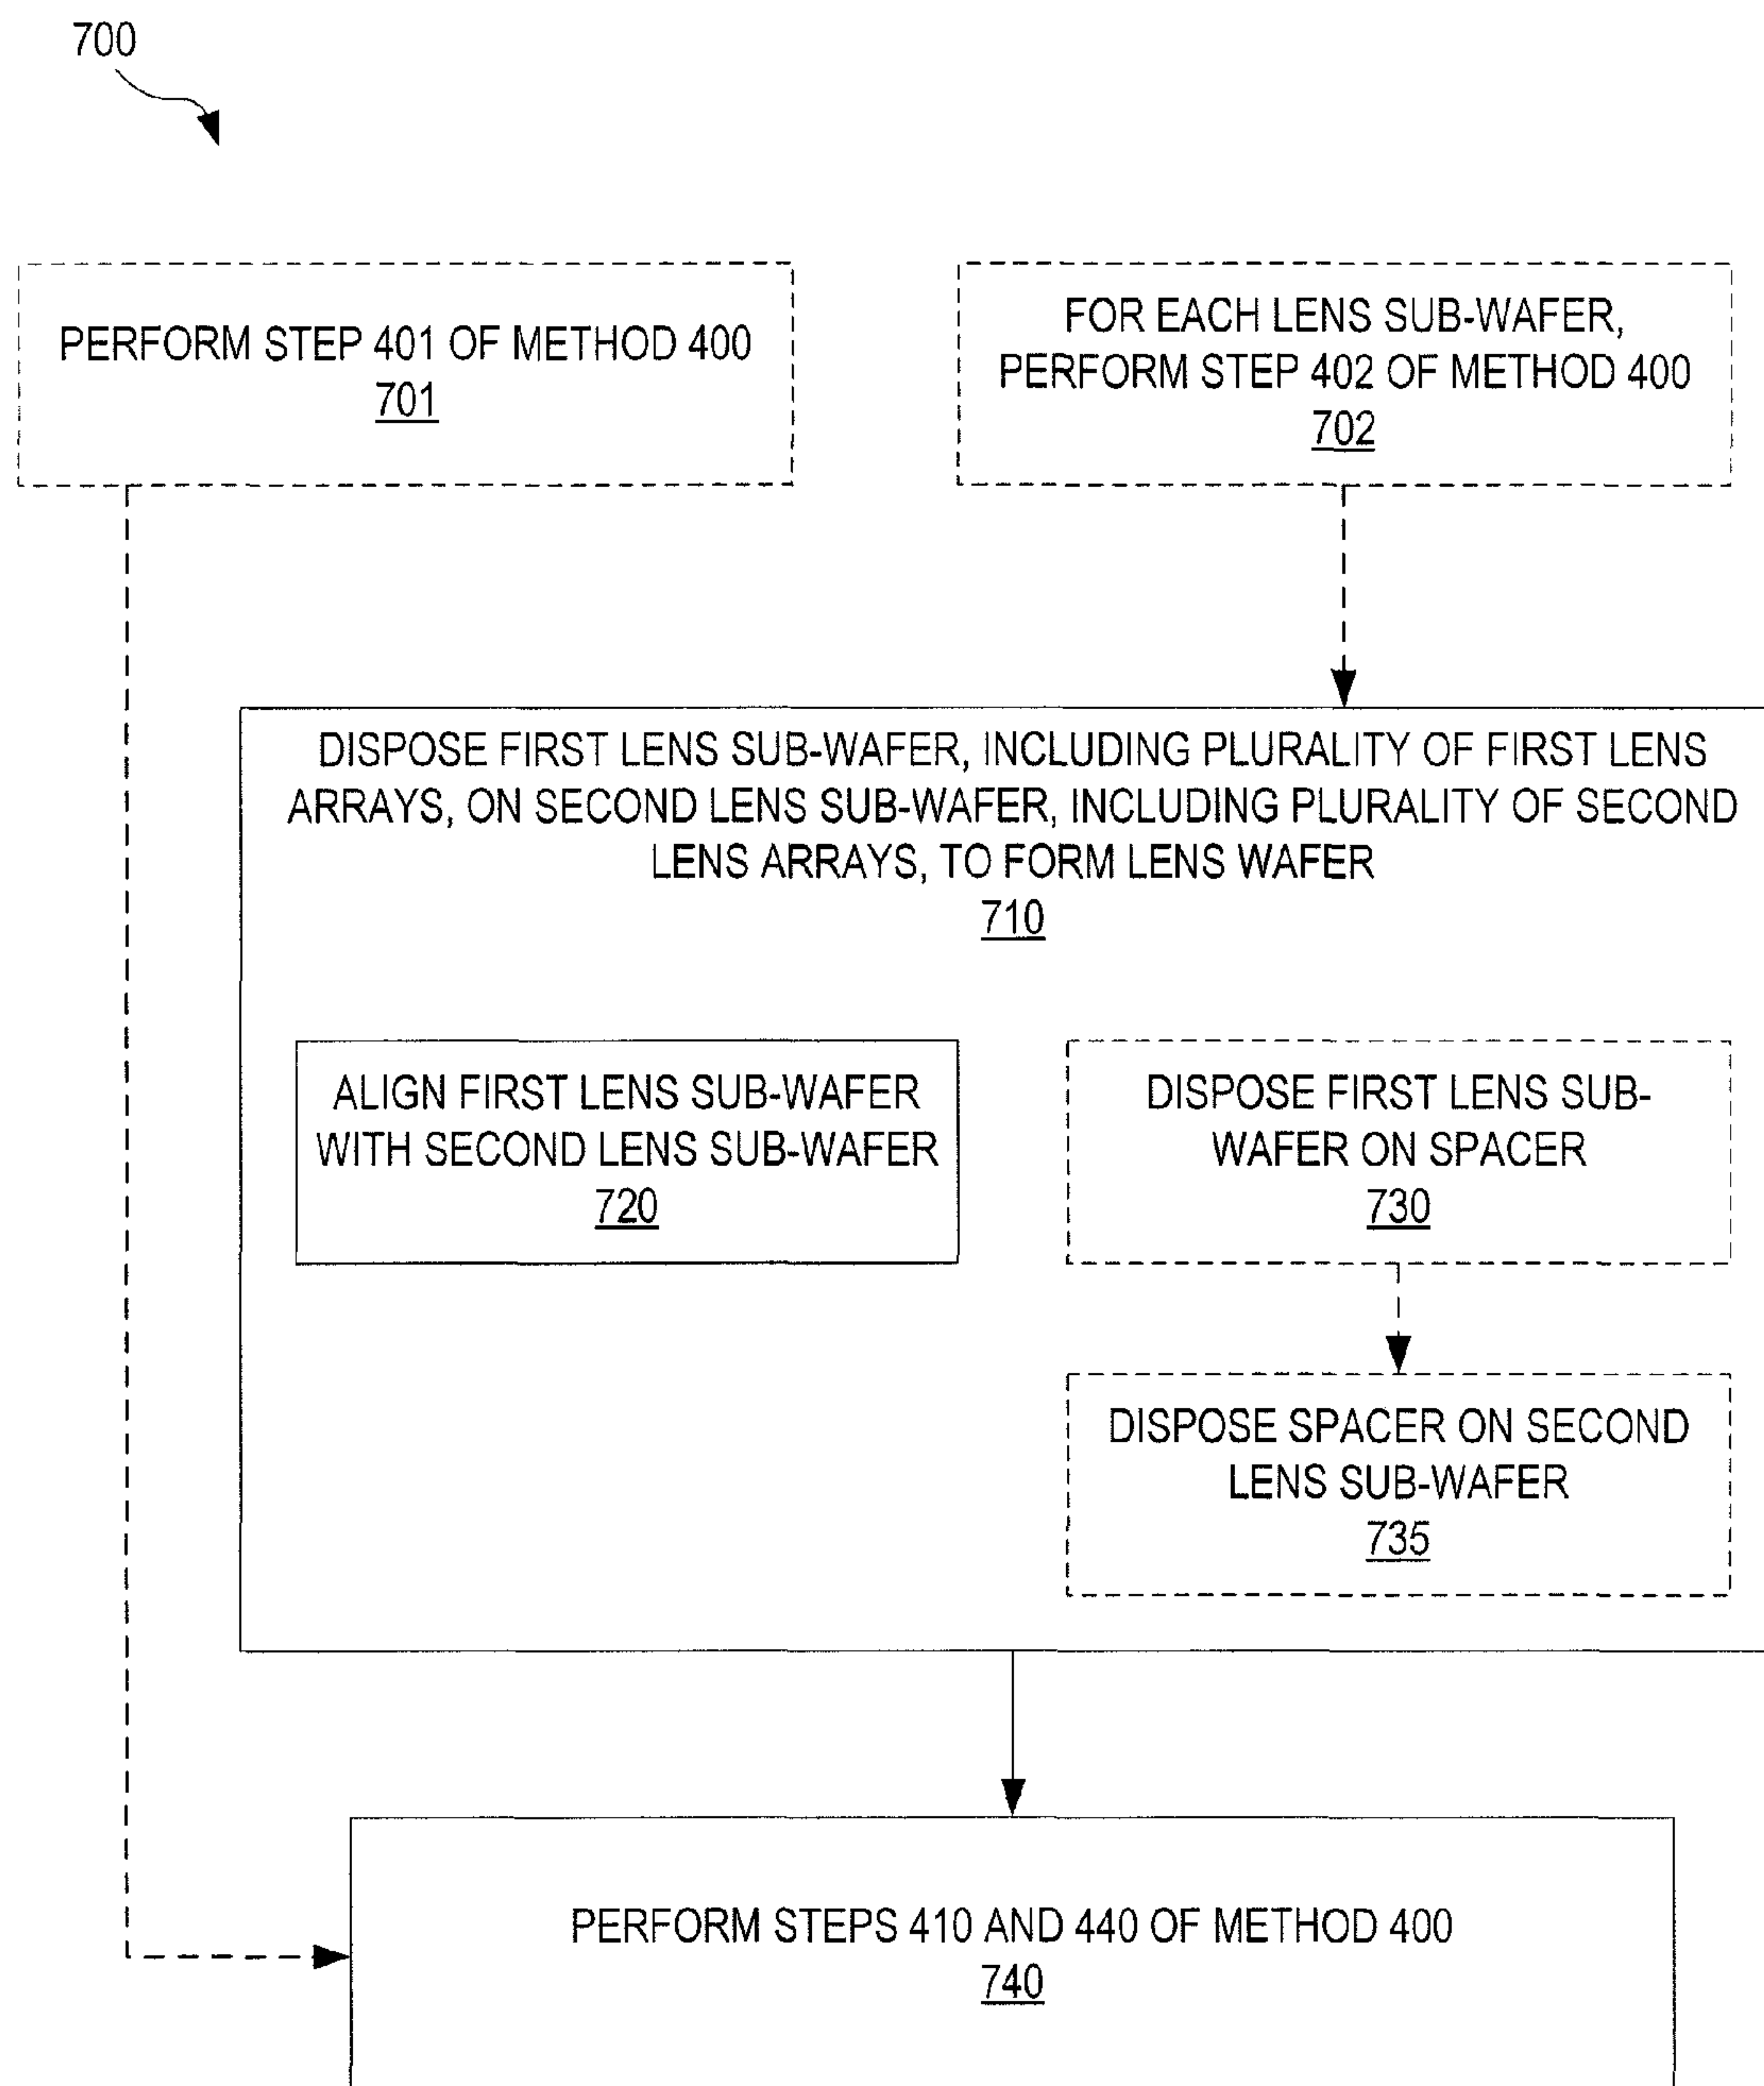 700
PERFORM STEP 401 OF METHOD 400
701
FOR EACH LENS SUB-WAFER,
PERFORM STEP 402 OF METHOD 400
702
DISPOSE FIRST LENS SUB-WAFER, INCLUDING PLURALITY OF FIRST LENS
ARRAYS, ON SECOND LENS SUB-WAFER, INCLUDING PLURALITY OF SECOND
LENS ARRAYS, TO FORM LENS WAFER
710
ALIGN FIRST LENS SUB-WAFER
WITH SECOND LENS SUB-WAFER
720
DISPOSE FIRST LENS SUB-
WAFER ON SPACER
730
DISPOSE SPACER ON SECOND
LENS SUB-WAFER
735
PERFORM STEPS 410 AND 440 OF METHOD 400
740